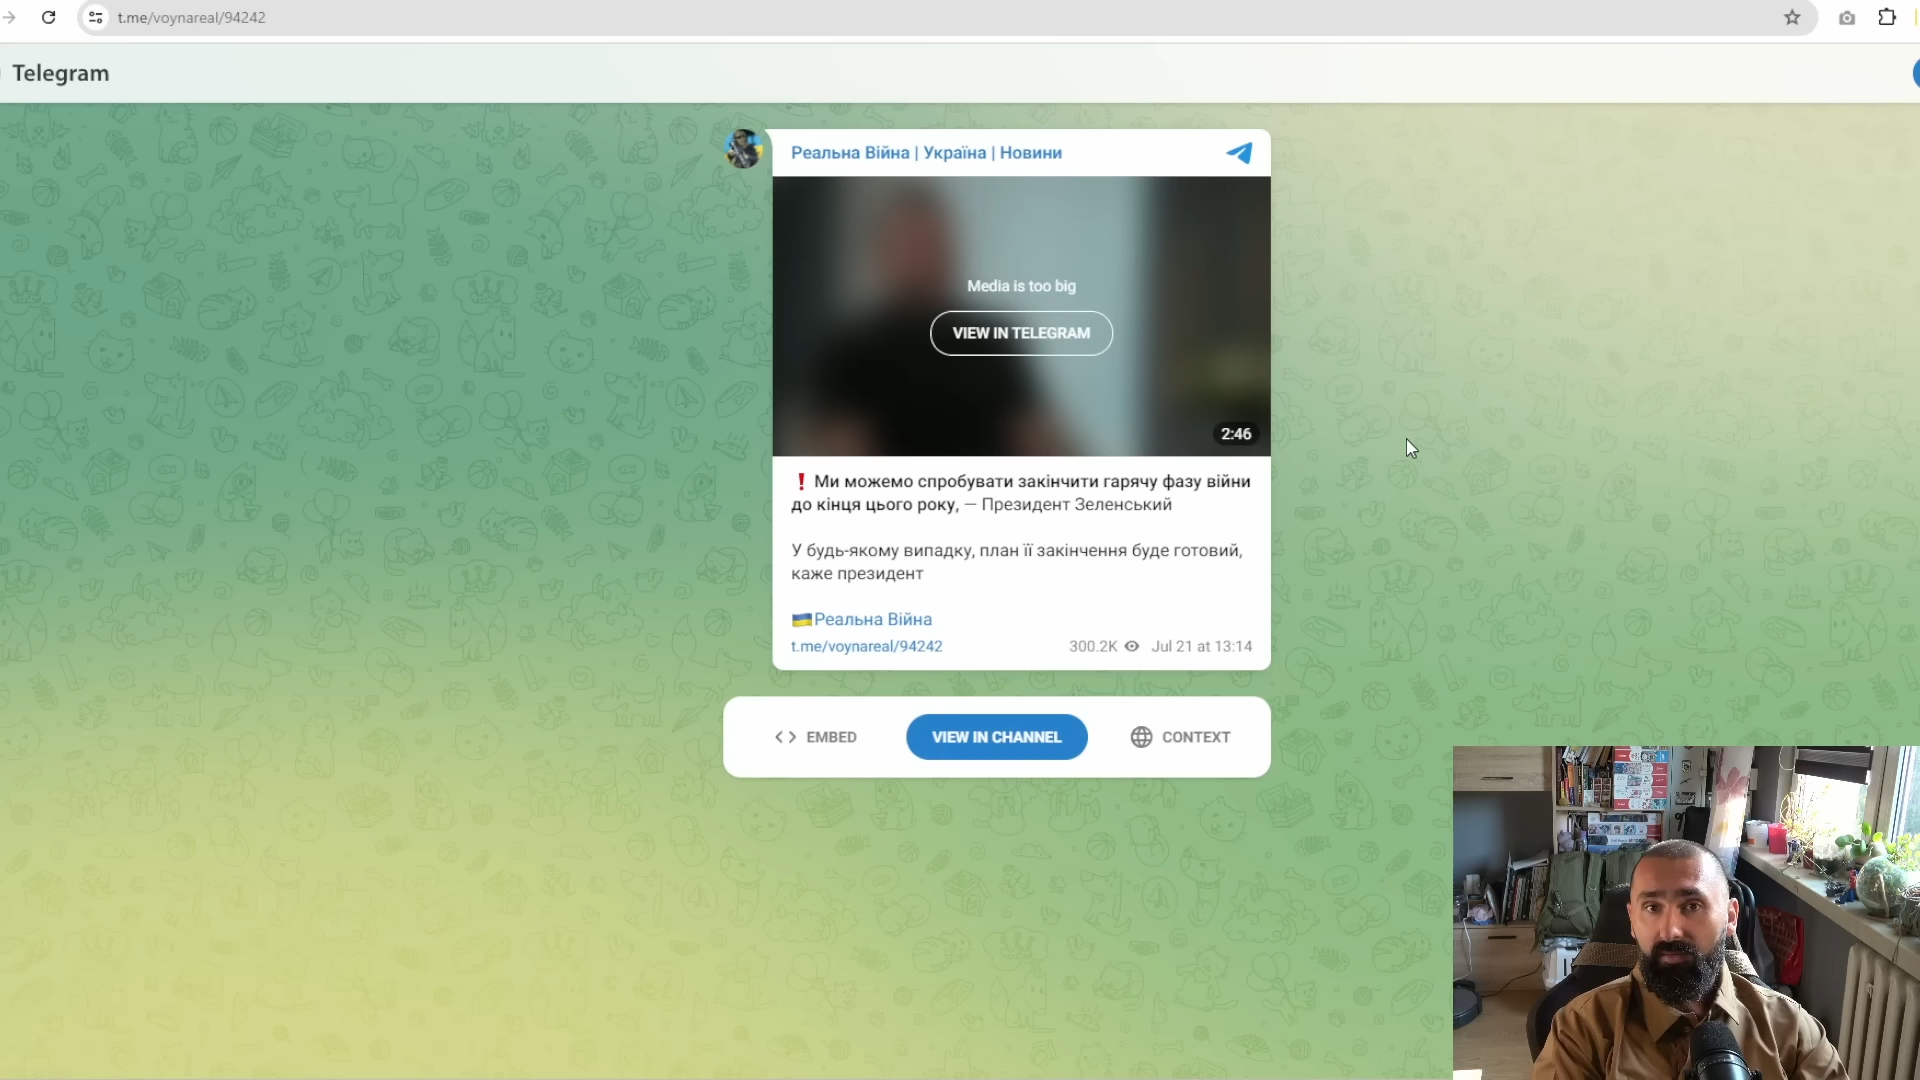 t.me/voynareal/94242
Telegram
Реальна Війна | Україна | Новини
Media is too big
VIEW IN TELEGRAM
2:46
❗ Ми можемо спробувати закінчити гарячу фазу війни
до кінця цього року, — Президент Зеленський
У будь-якому випадку, план її закінчення буде готовий,
каже президент
🇺🇦Реальна Війна
t.me/voynareal/94242 300.2K Jul 21 at 13:14
EMBED VIEW IN CHANNEL CONTEXT